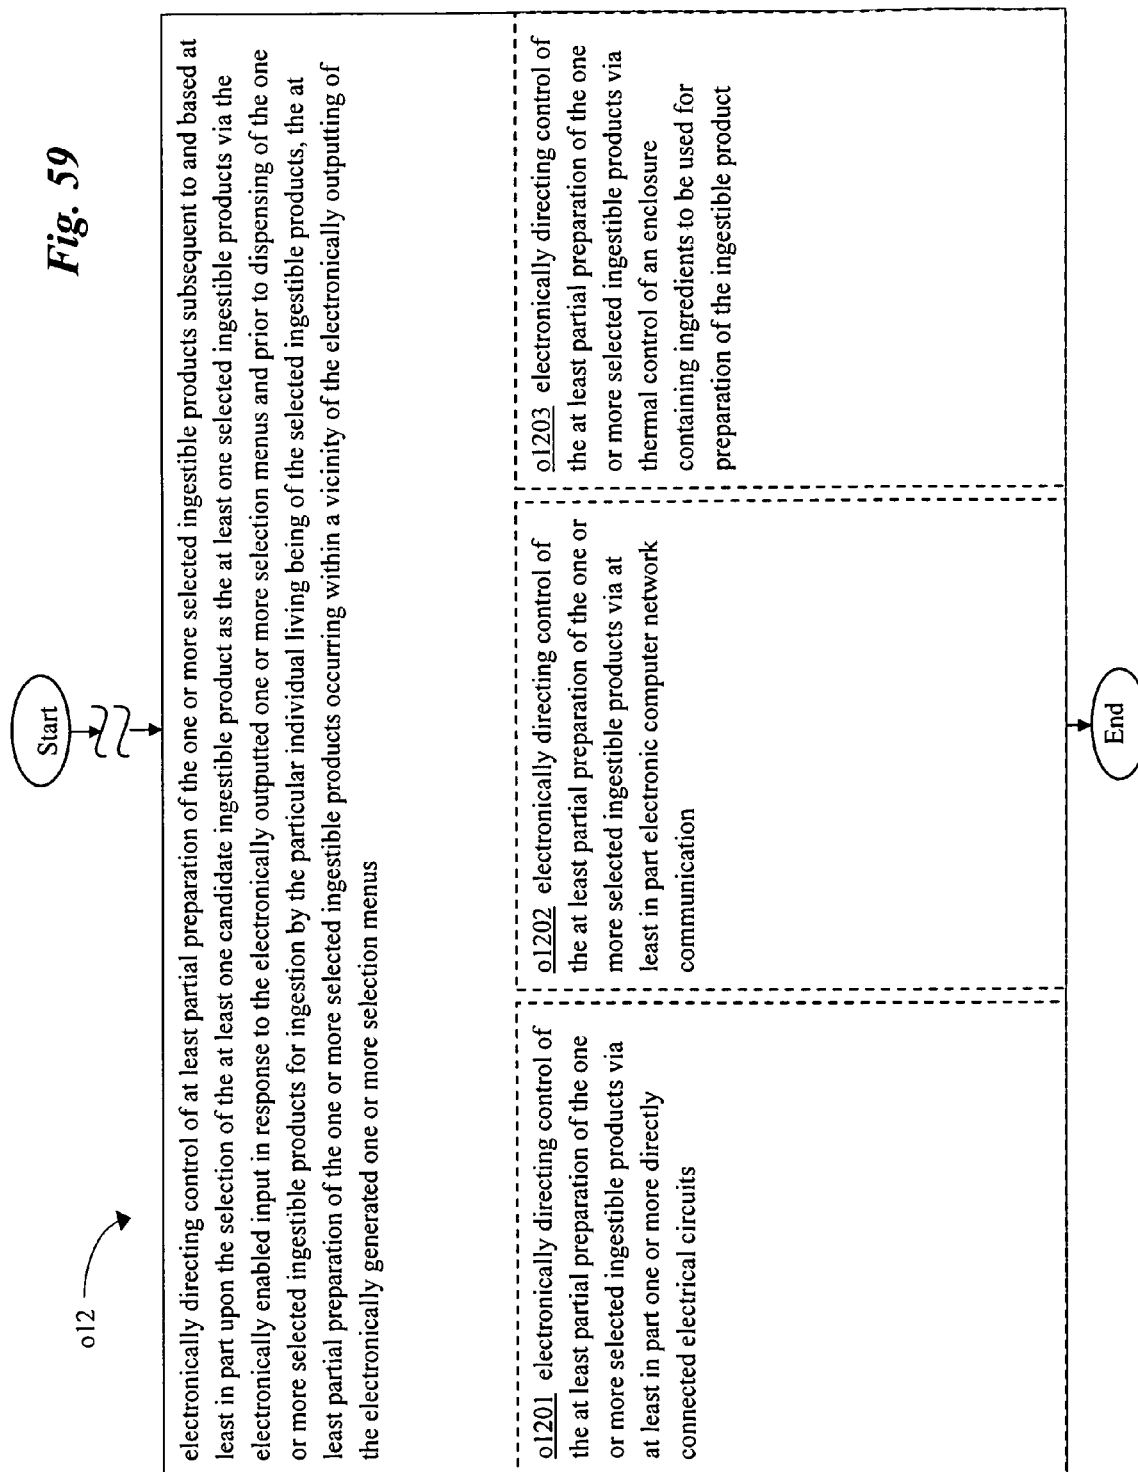 Fig. 59
Start
o12
electronically directing control of at least partial preparation of the one or more selected ingestible products subsequent to and based at
least in part upon the selection of the at least one candidate ingestible product as the at least one selected ingestible products via the
electronically enabled input in response to the electronically outputted one or more selection menus and prior to dispensing of the one
or more selected ingestible products for ingestion by the particular individual living being of the selected ingestible products, the at
least partial preparation of the one or more selected ingestible products occurring within a vicinity of the electronically outputing of
the electronically generated one or more selection menus
o1201 electronically directing control of
the at least partial preparation of the one
or more selected ingestible products via
at least in part one or more directly
connected electrical circuits
o1202 electronically directing control of
the at least partial preparation of the one or
more selected ingestible products via at
least in part electronic computer network
communication
o1203 electronically directing control of
the at least partial preparation of the one
or more selected ingestible products via
thermal control of an enclosure
containing ingredients to be used for
preparation of the ingestible product
End